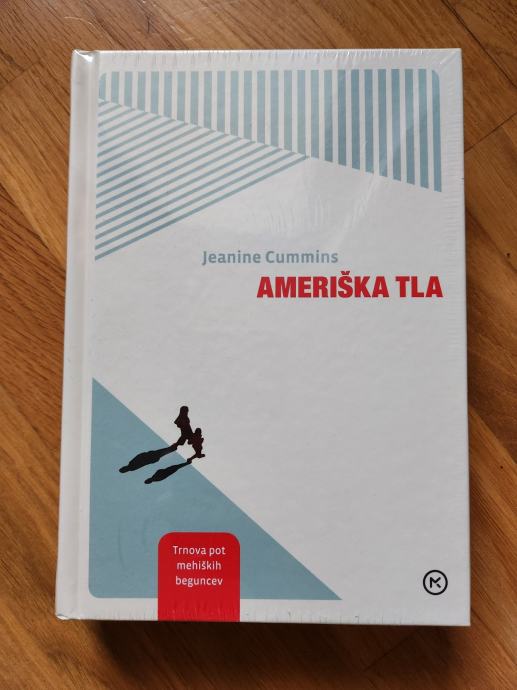 Jeanine Cummins
AMERIŠKA TLA
Trnova pot
mehiških
beguncev
M